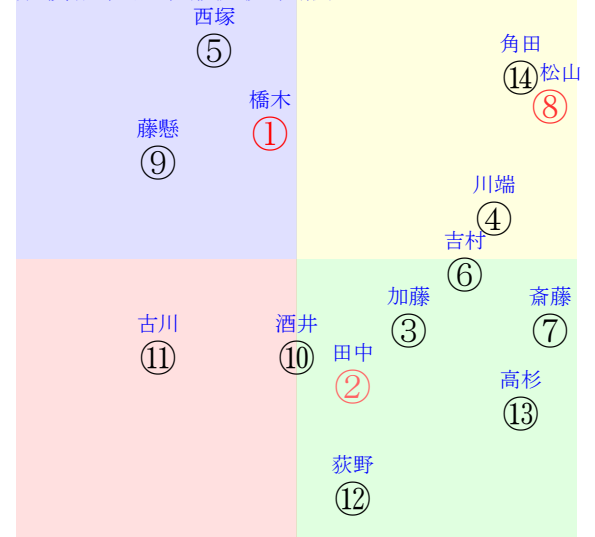 西塚
⑤
角田
⑭
松山
⑧
橋木
①
藤懸
⑨
川端
④
吉村
⑥
加藤
③
斎藤
⑦
古川
⑪
酒井
⑩
田中
②
高杉
⑬
荻野
⑫